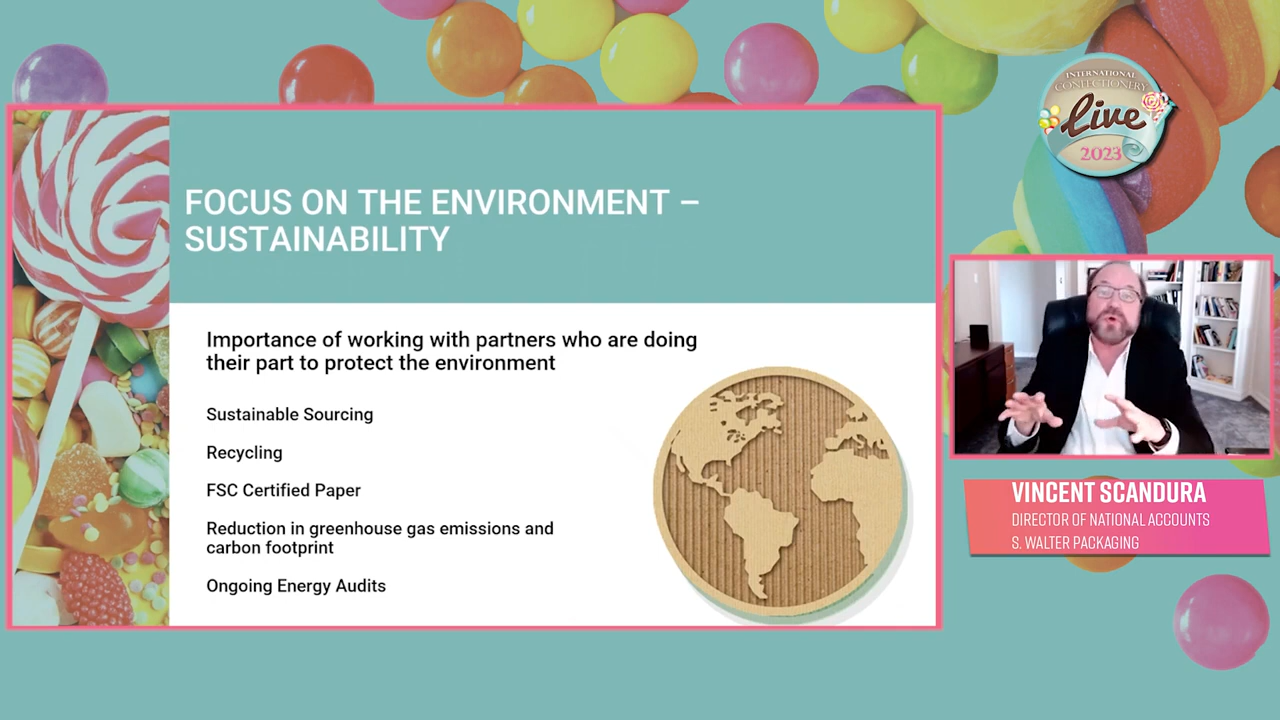 INTERNATIONAL
CONFECTIONERY
Live
2023
FOCUS ON THE ENVIRONMENT –
SUSTAINABILITY
Importance of working with partners who are doing
their part to protect the environment
Sustainable Sourcing
Recycling
FSC Certified Paper
Reduction in greenhouse gas emissions and
carbon footprint
Ongoing Energy Audits
VINCENT SCANDURA
DIRECTOR OF NATIONAL ACCOUNTS
S. WALTER PACKAGING